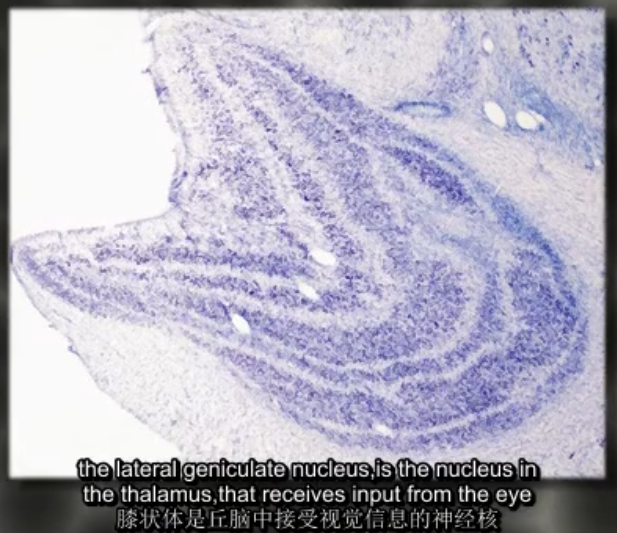 the lateral geniculate nucleus,is the nucleus in
the thalamus,that receives input from the eye
膝状体是丘脑中接受视觉信息的神经核